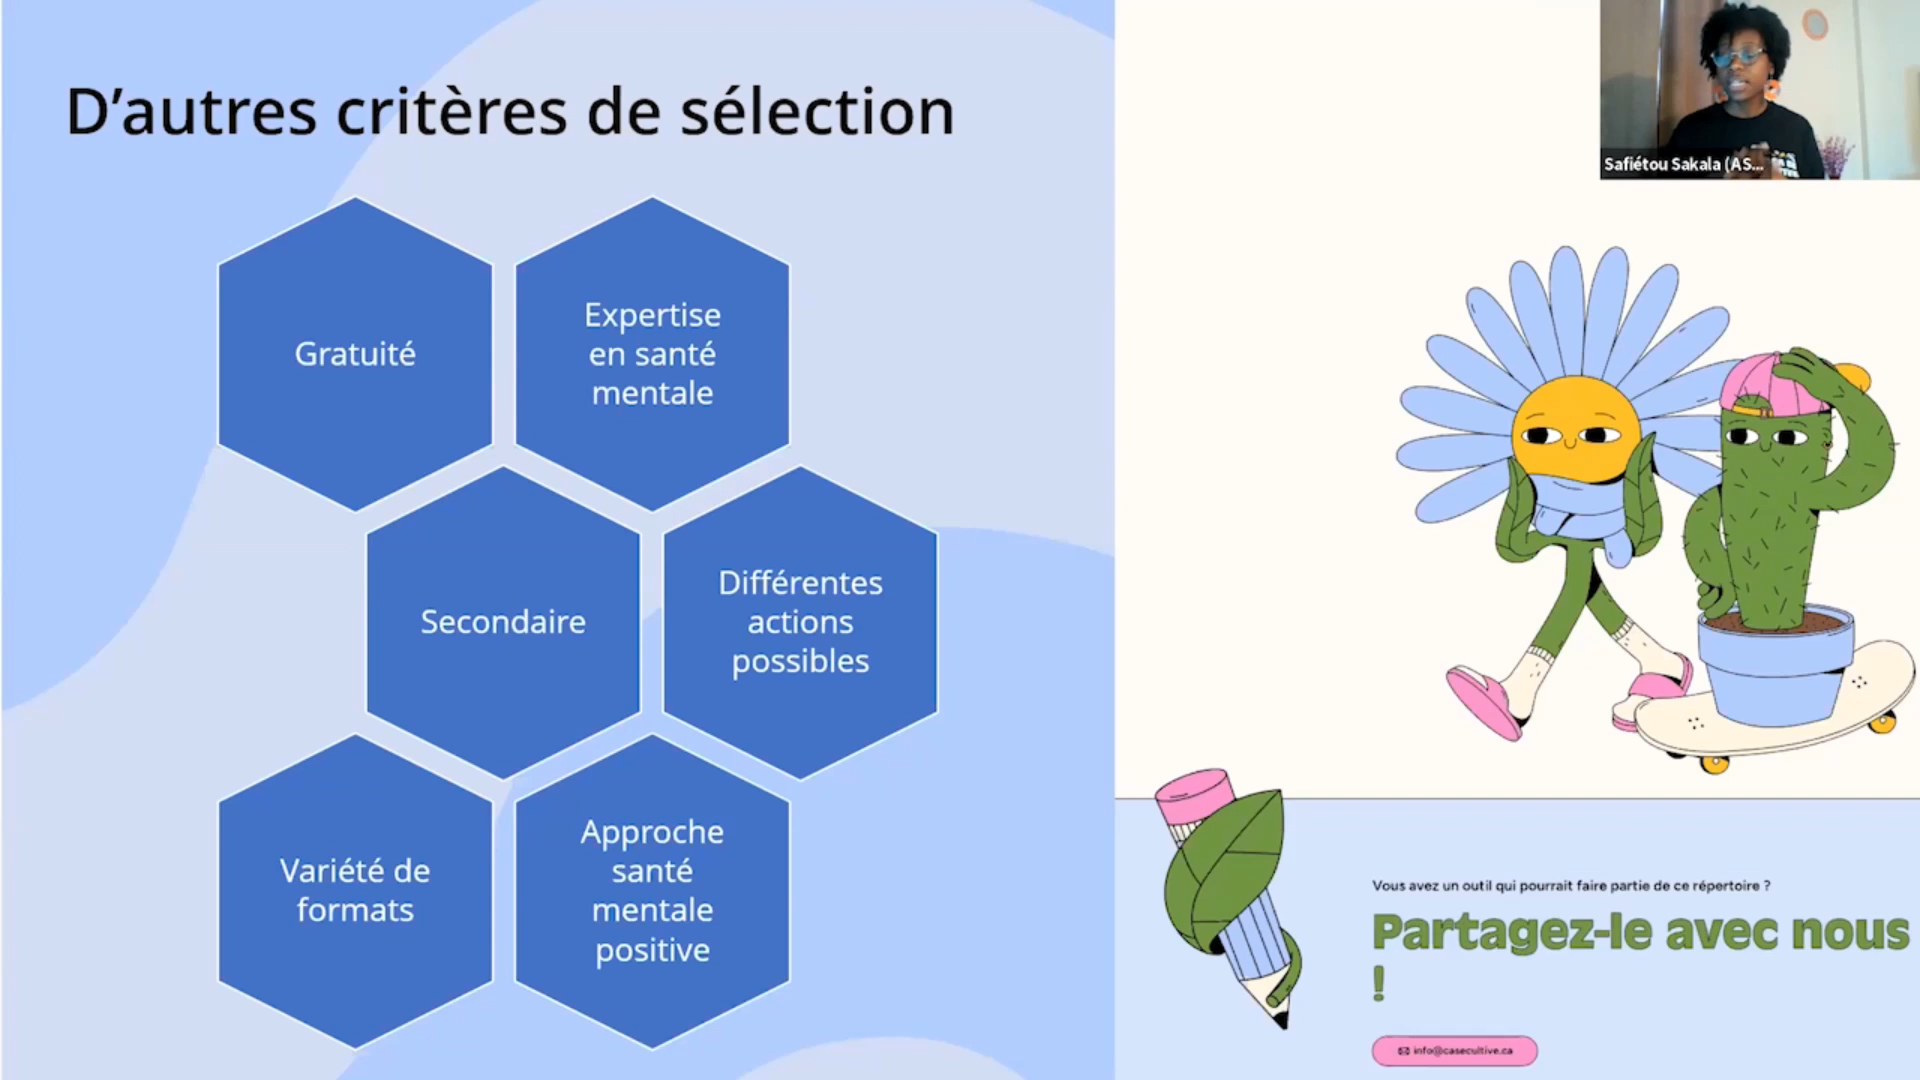 D’autres critères de sélection
Gratuité
Expertise
en santé
mentale
Secondaire
Différentes
actions
possibles
Variété de
formats
Approche
santé
mentale
positive
Safiétou Sakala (AS...
Vous avez un outil qui pourrait faire partie de ce répertoire ?
Partagez-le avec nous
!
info@casecultive.ca